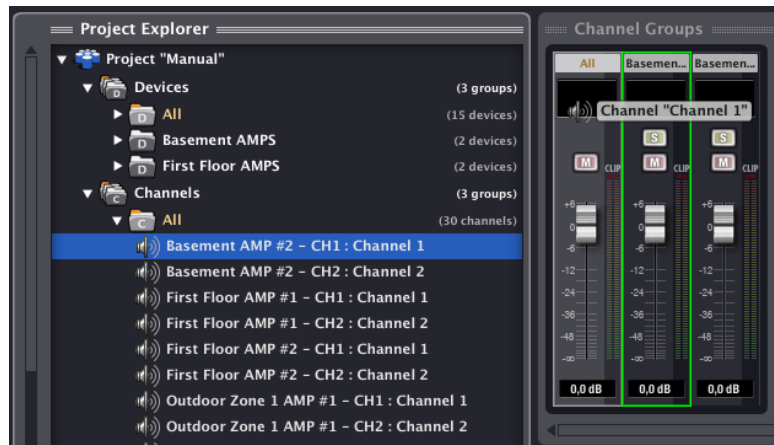 Project Explorer
Project "Manual"
Devices (3 groups)
D All (15 devices)
D Basement AMPS (2 devices)
D First Floor AMPS (2 devices)
Channels (3 groups)
C All (30 channels)
Basement AMP #2 - CH1 : Channel 1
Basement AMP #2 - CH2 : Channel 2
First Floor AMP #1 - CH1 : Channel 1
First Floor AMP #1 - CH2 : Channel 2
First Floor AMP #2 - CH1 : Channel 1
First Floor AMP #2 - CH2 : Channel 2
Outdoor Zone 1 AMP #1 - CH1 : Channel 1
Outdoor Zone 1 AMP #1 - CH2 : Channel 2
Channel Groups
All Basemen... Basemen...
Channel "Channel 1"
S S
M CLIP M CLIP M CLIP
+6 +6 +6
0 0 0
-6 -6 -6
-12 -12 -12
-24 -24 -24
-36 -36 -36
-48 -48 -48
-∞ -∞ -∞
0,0 dB 0,0 dB 0,0 dB